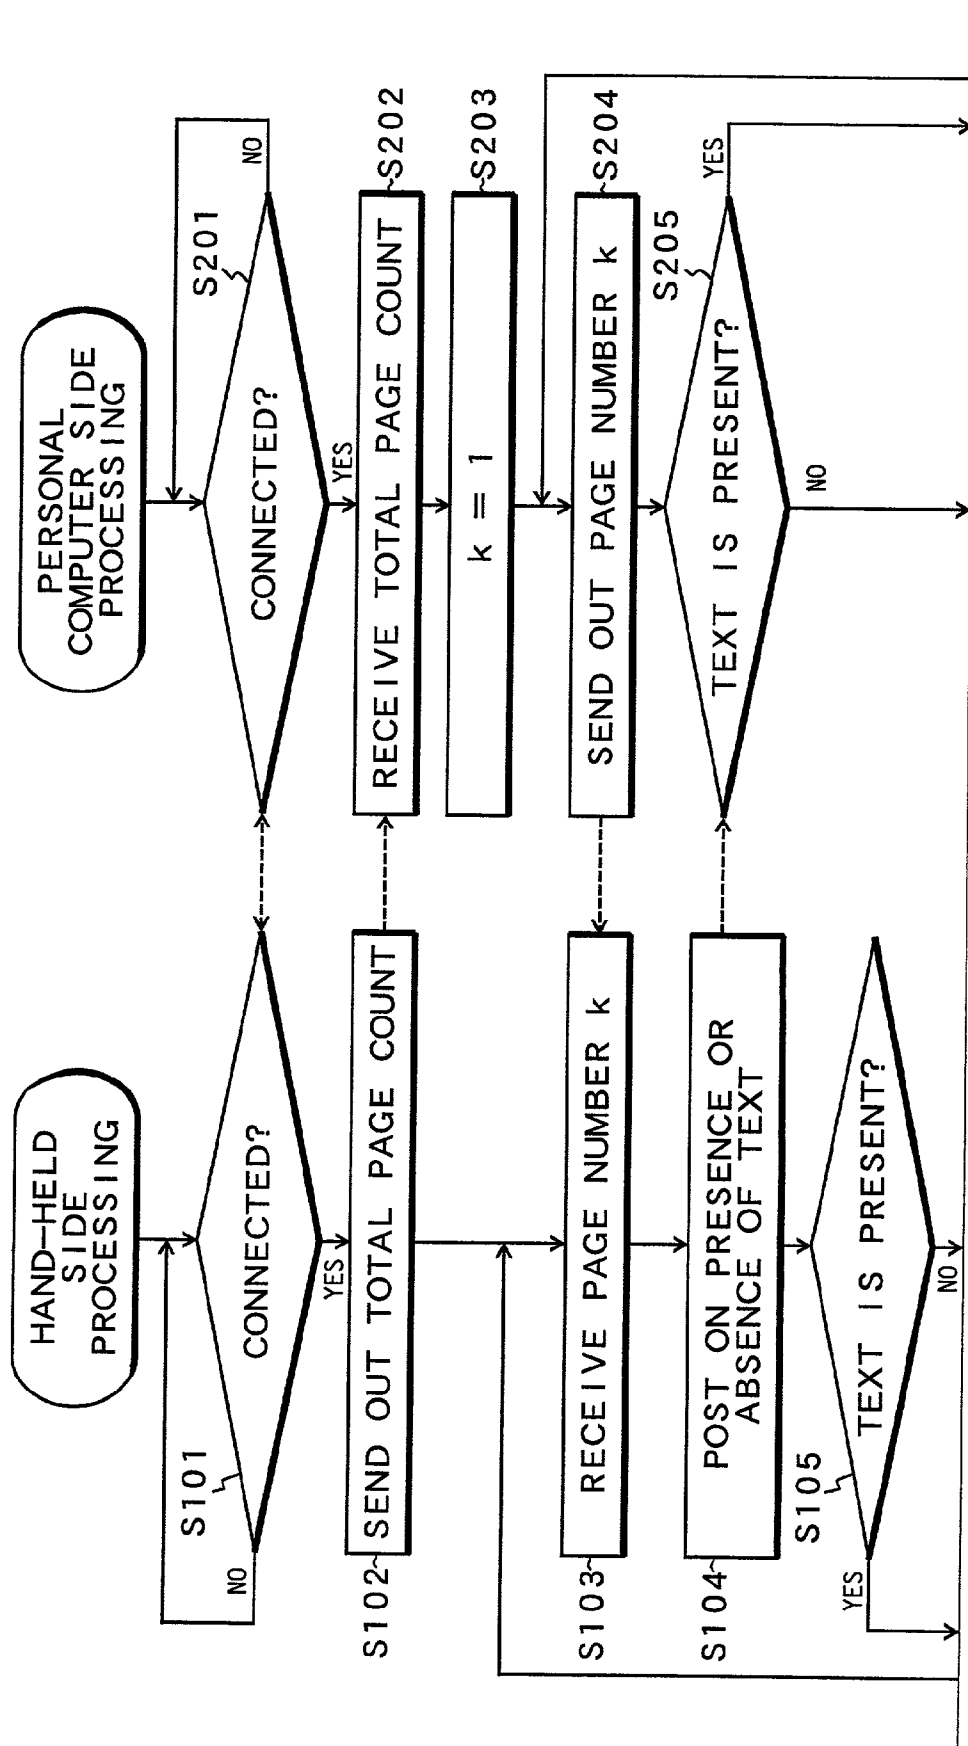 HAND-HELD
SIDE
PROCESSING
S101
CONNECTED?
NO
YES
S102
SEND OUT TOTAL PAGE COUNT
S103
RECEIVE PAGE NUMBER k
S104
POST ON PRESENCE OR
ABSENCE OF TEXT
S105
TEXT IS PRESENT?
YES
NO
PERSONAL
COMPUTER SIDE
PROCESSING
S201
CONNECTED?
NO
YES
RECEIVE TOTAL PAGE COUNT
S202
k = 1
S203
SEND OUT PAGE NUMBER k
S204
S205
TEXT IS PRESENT?
YES
NO